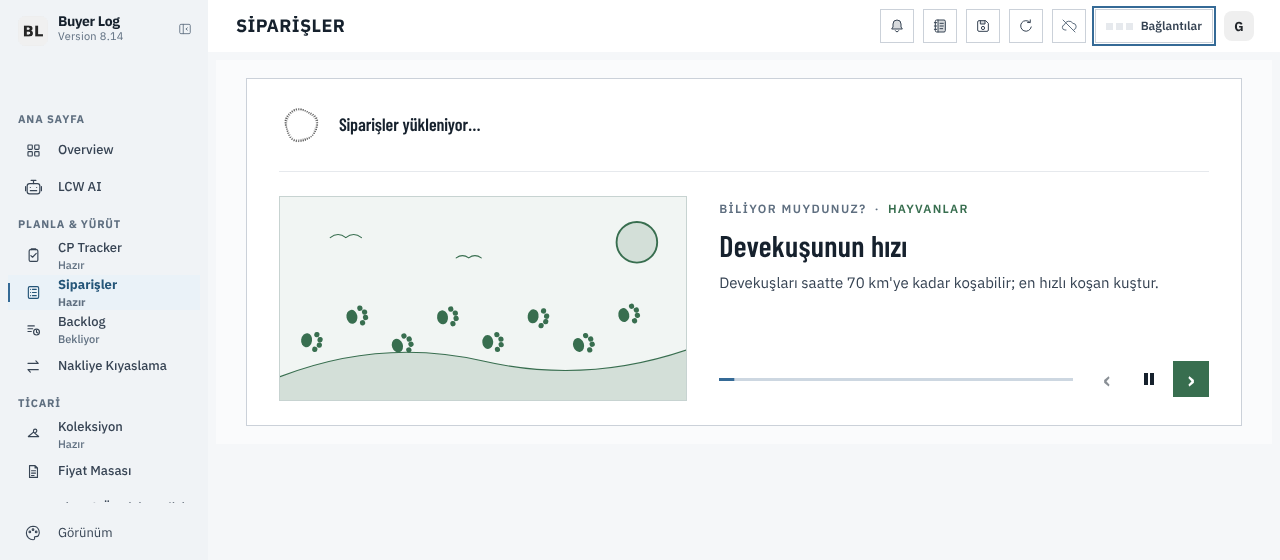 BL
Buyer Log
Version 8.14
SİPARİŞLER
Bağlantılar
G
ANA SAYFA
Overview
LCW AI
PLANLA & YÜRÜT
CP Tracker
Hazır
Siparişler
Hazır
Backlog
Bekliyor
Nakliye Kıyaslama
TİCARİ
Koleksiyon
Hazır
Fiyat Masası
Görünüm
Siparişler yükleniyor...
BİLİYOR MUYDUNUZ? · HAYVANLAR
Devekuşunun hızı
Devekuşları saatte 70 km'ye kadar koşabilir; en hızlı koşan kuştur.